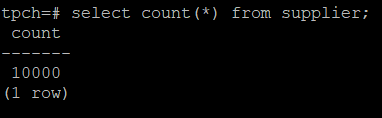 tpch=# select count(*) from supplier;
count
-------
10000
(1 row)